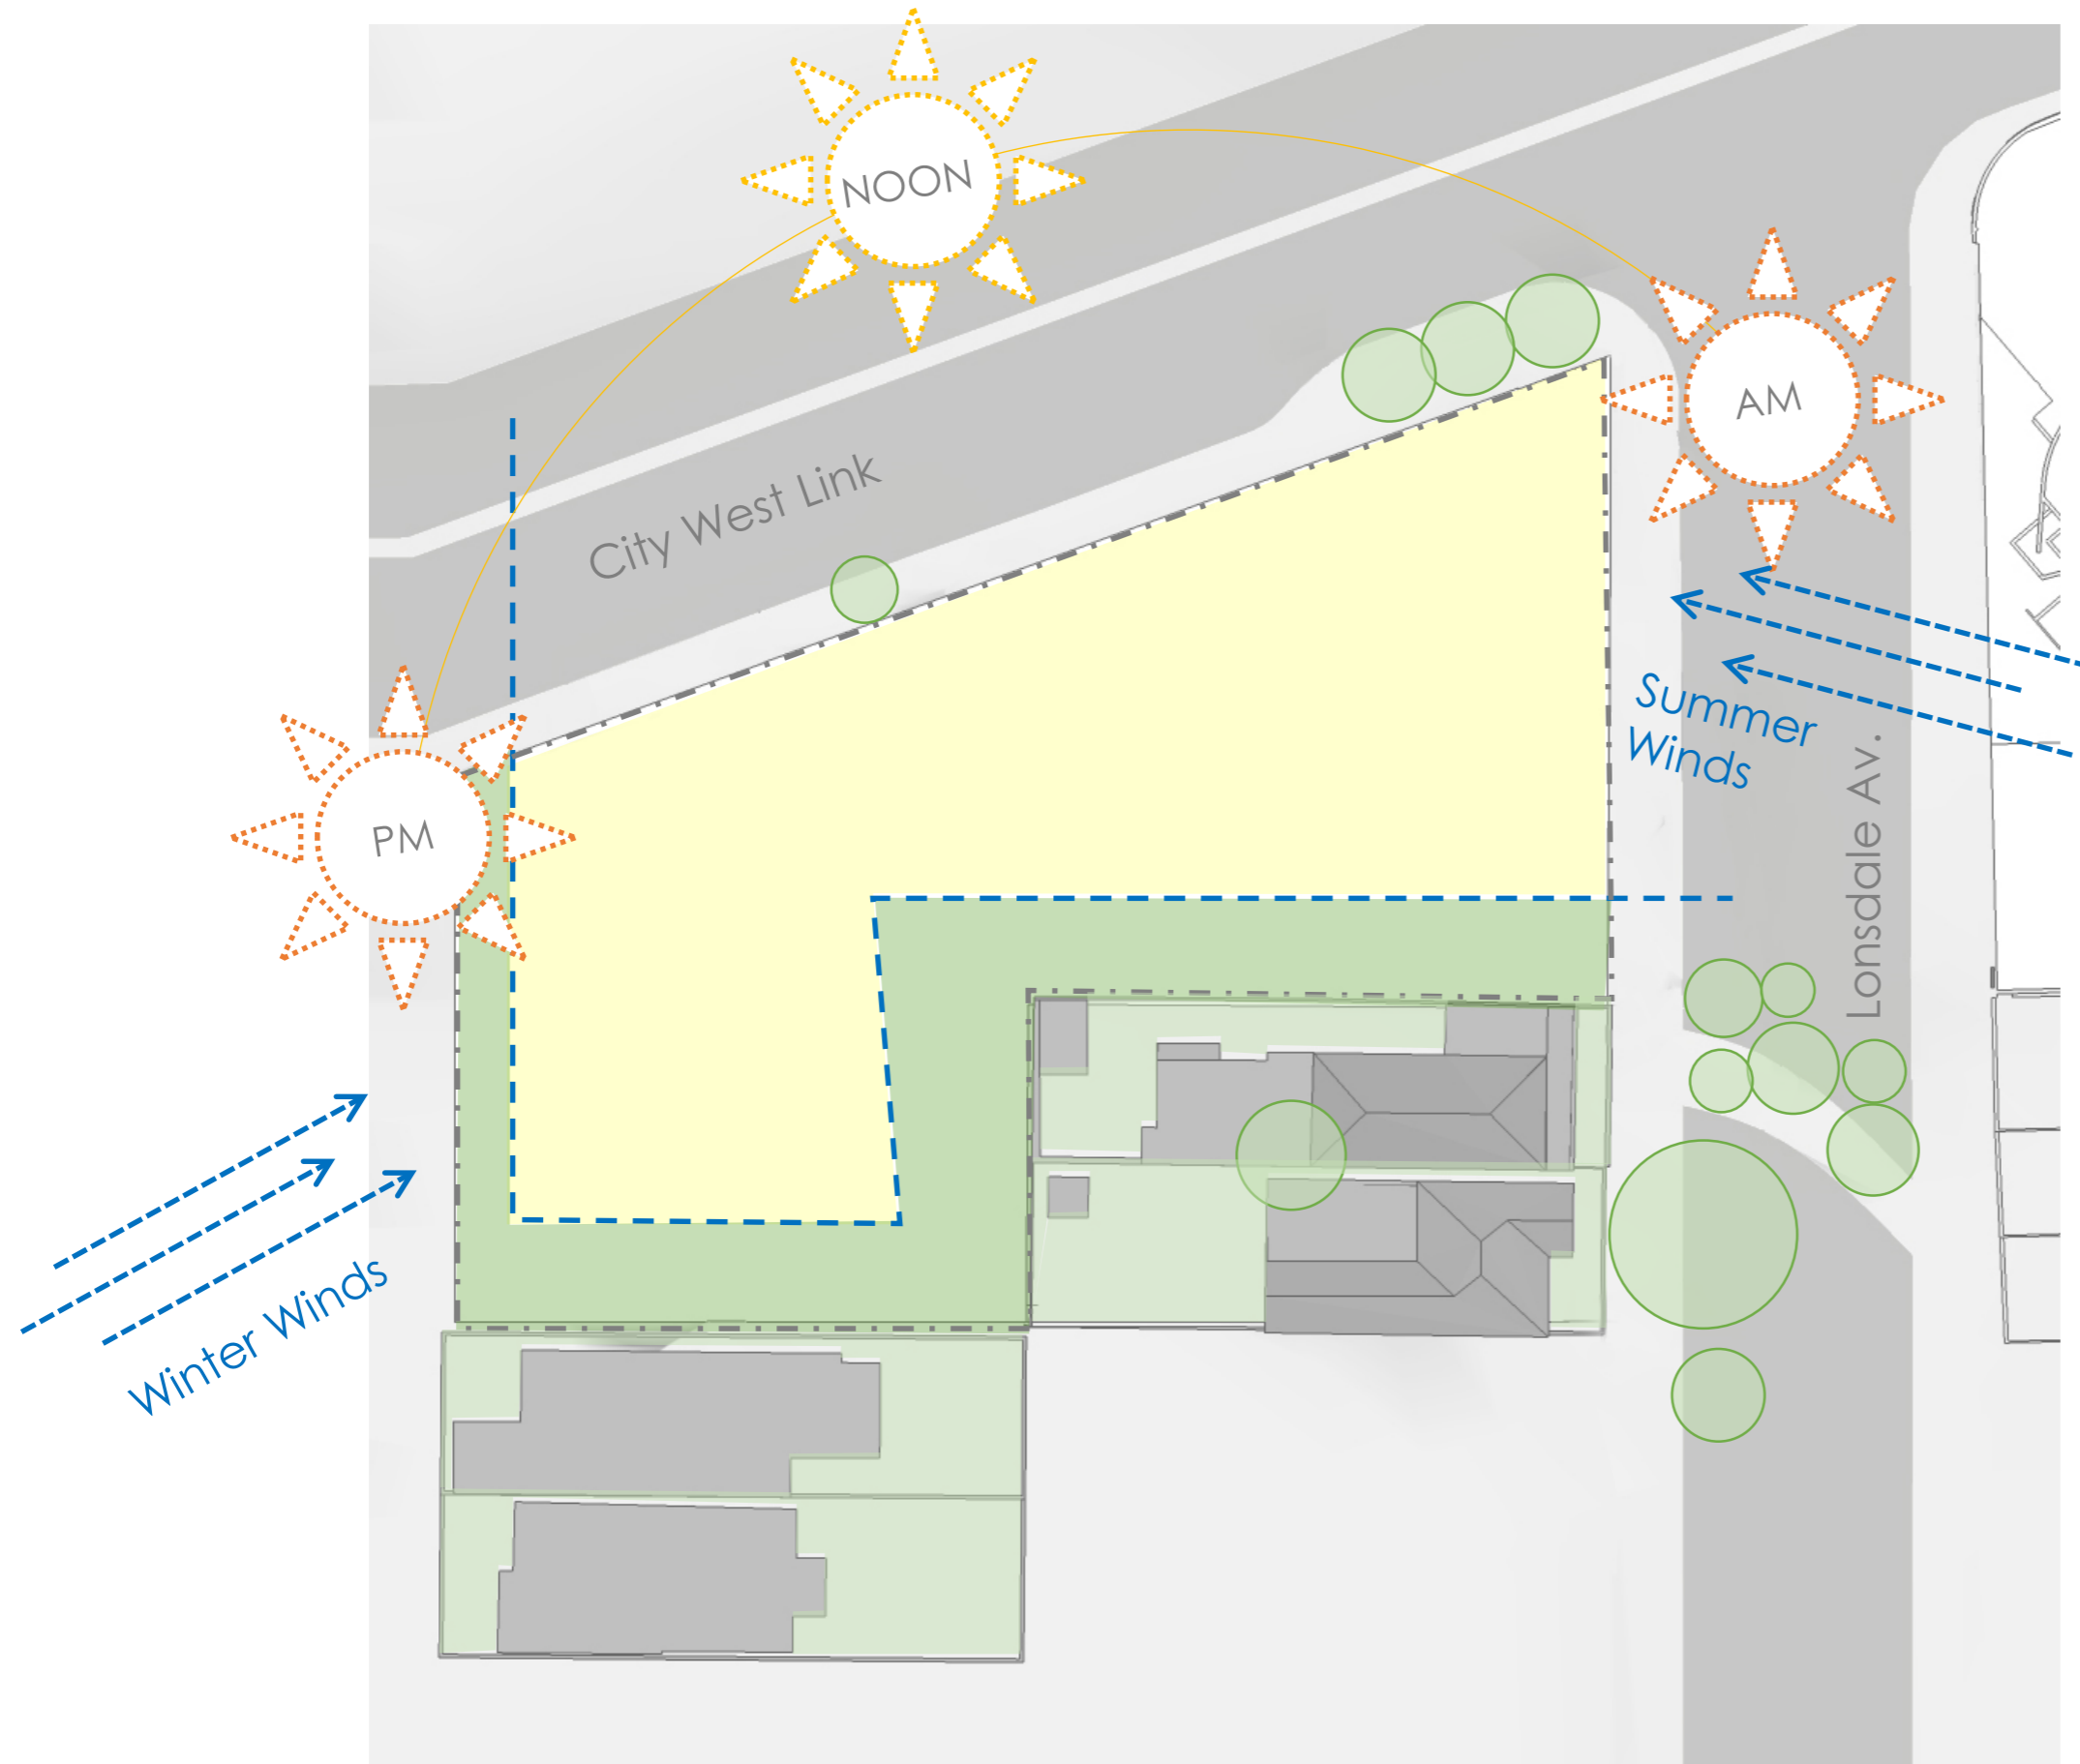 NOON
AM
City West Link
Summer
Winds
PM
Lonsdale Av.
Winter Winds